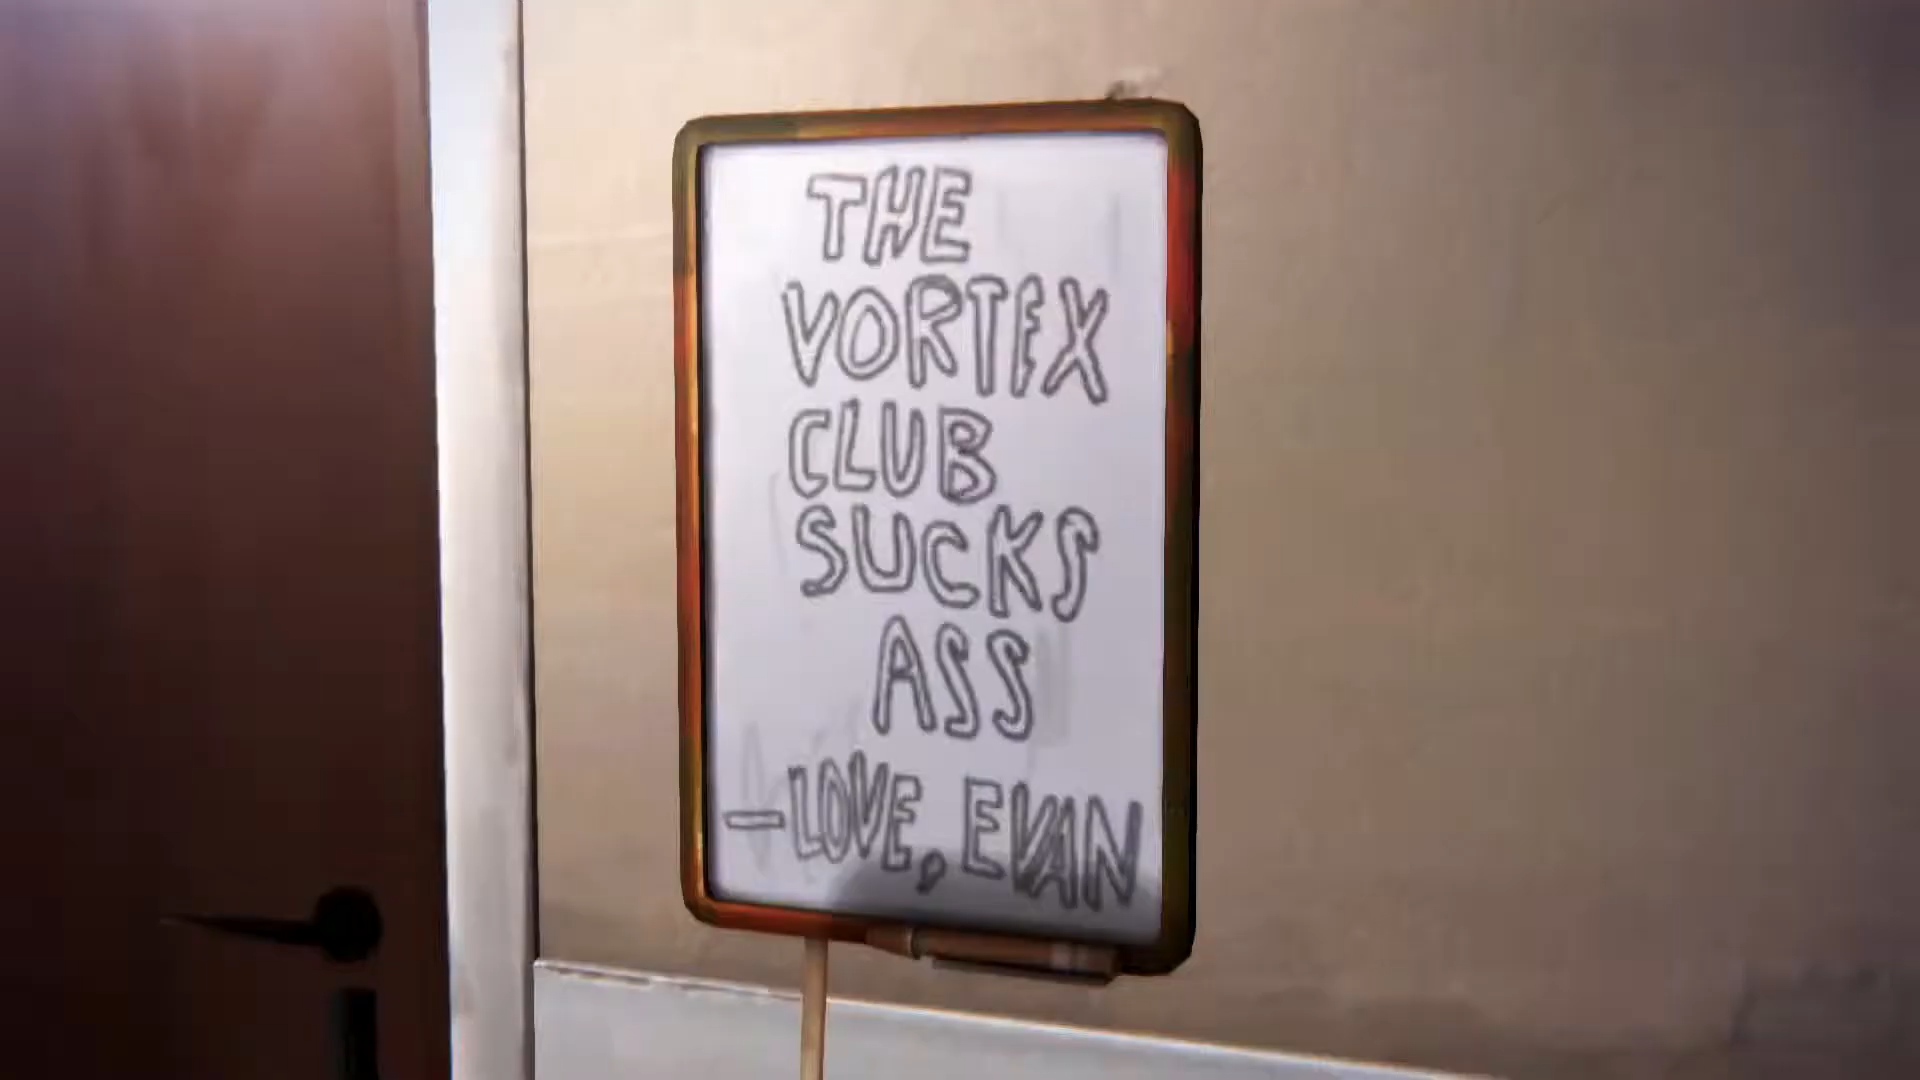 THE
VORTEX
CLUB
SUCKS
ASS
—LOVE, EVAN